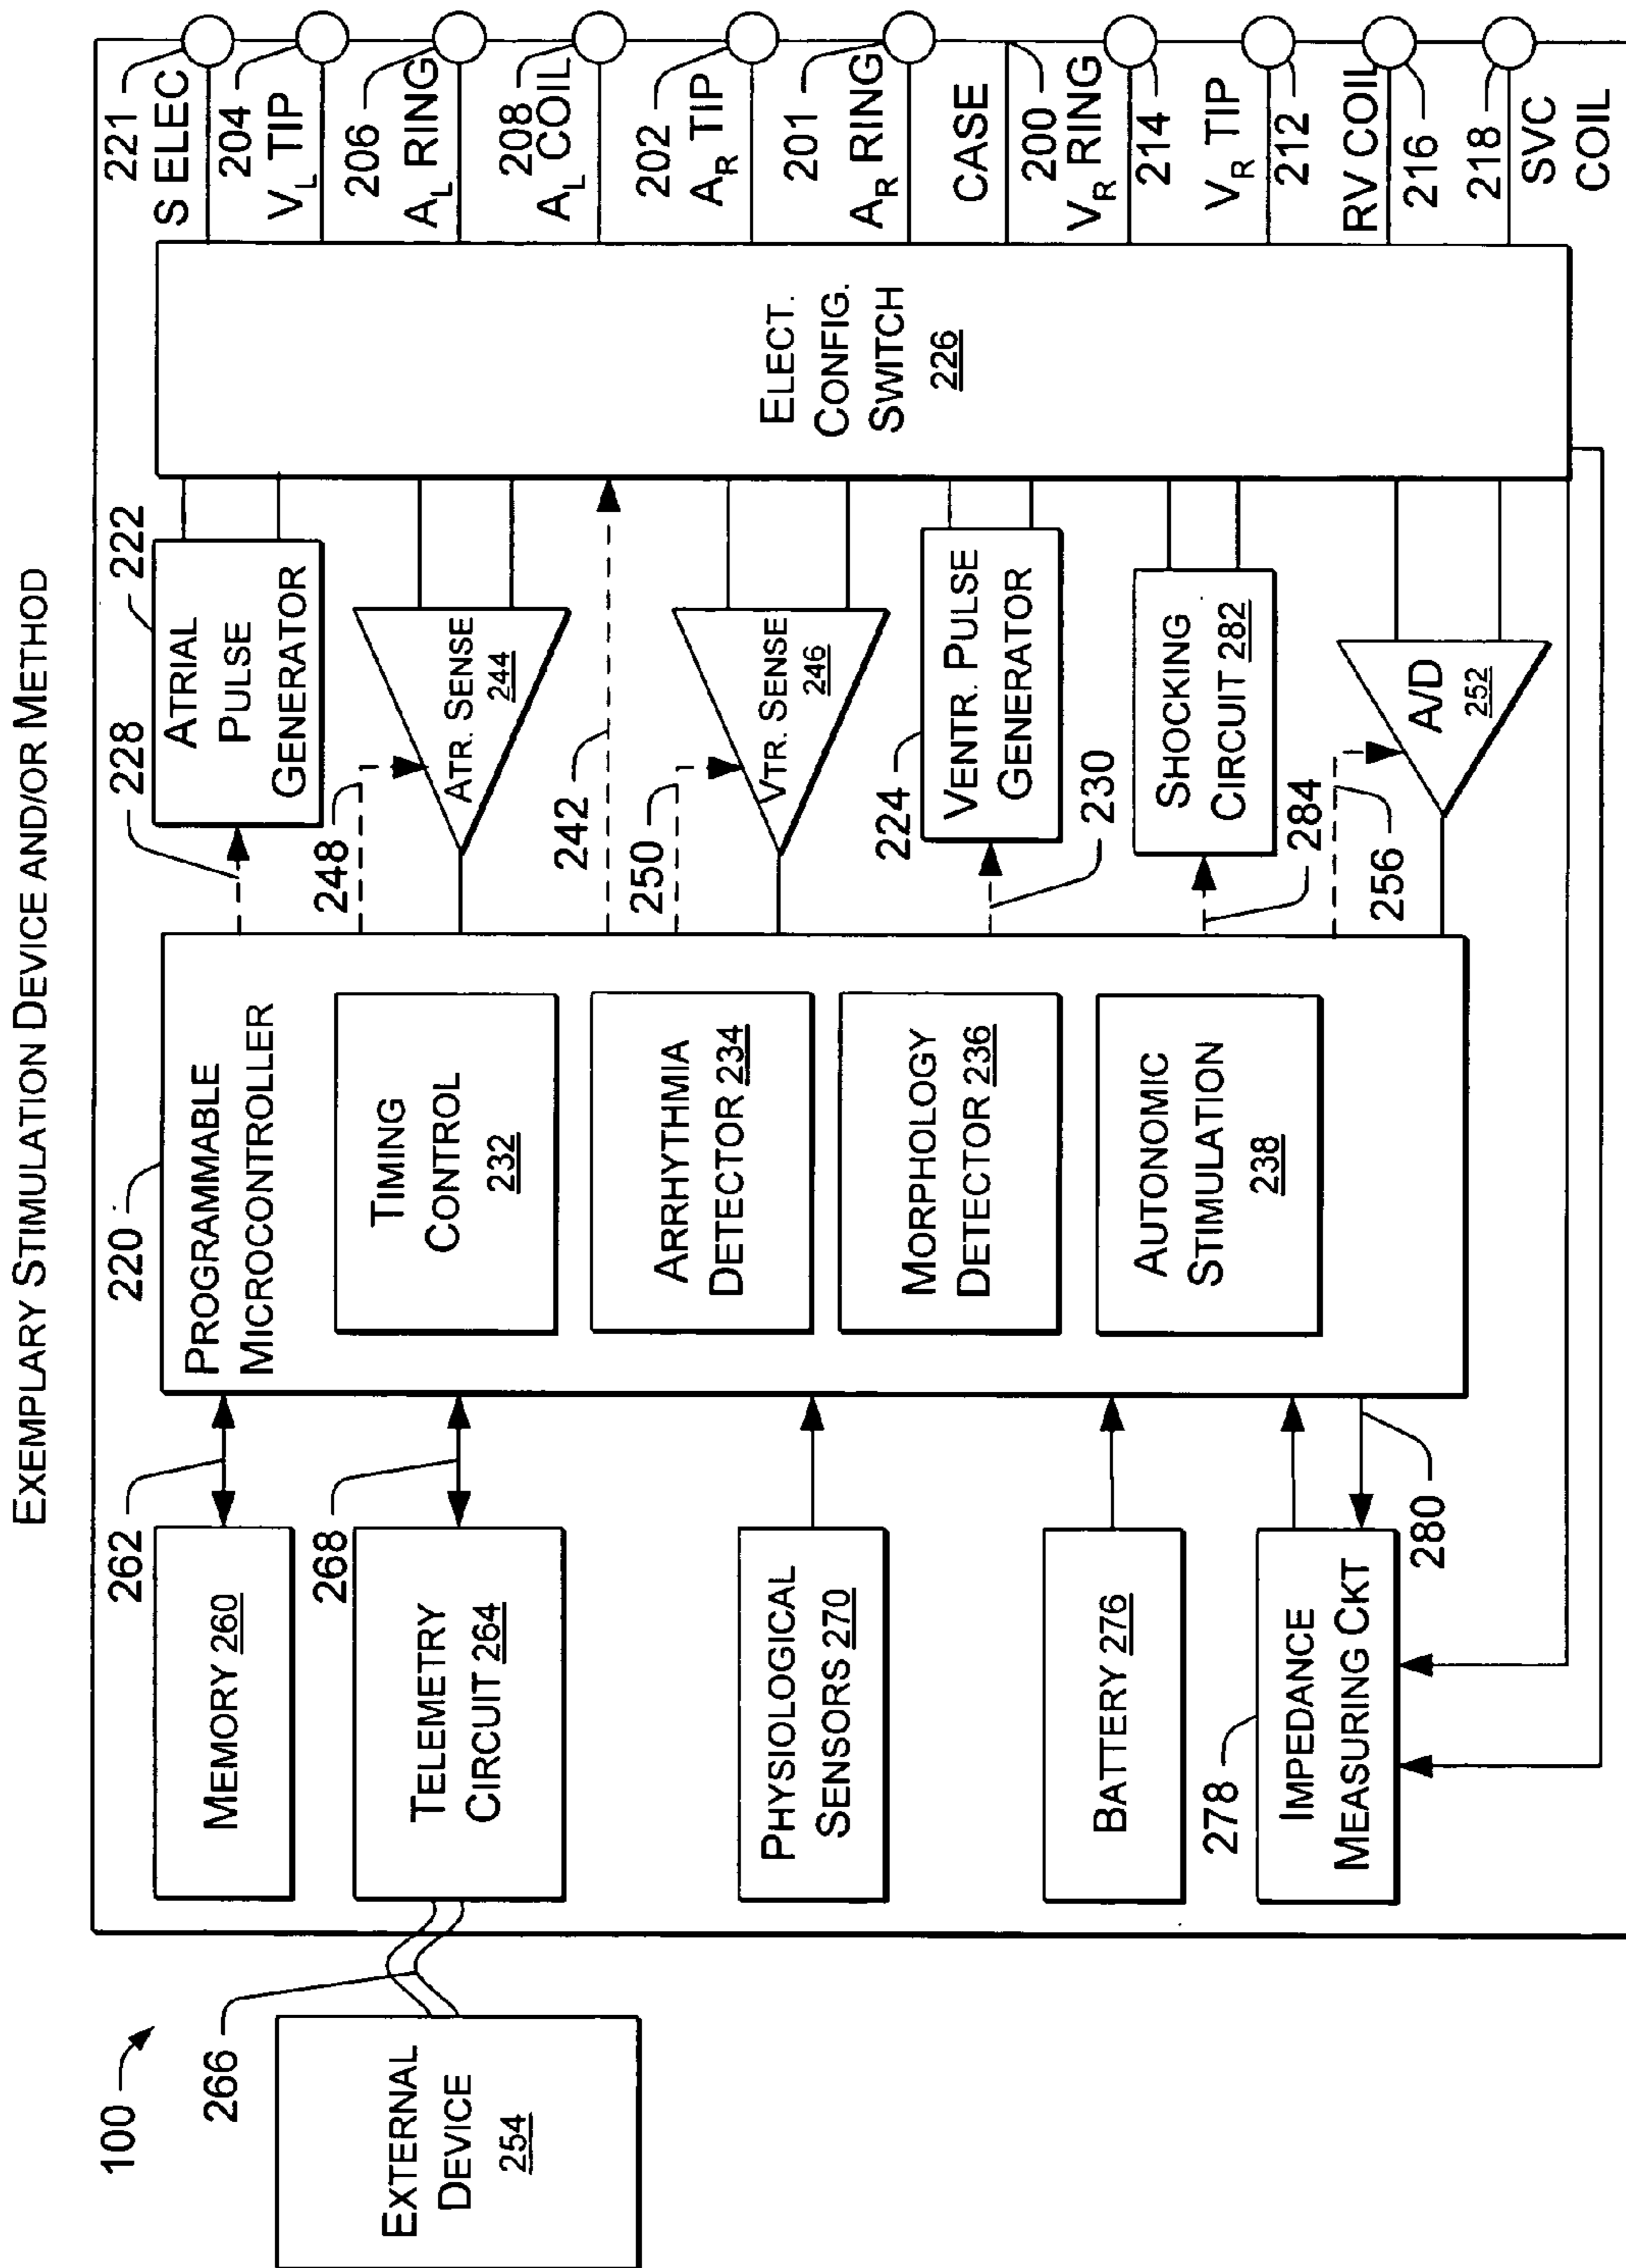 EXEMPLARY STIMULATION DEVICE AND/OR METHOD
100
EXTERNAL
DEVICE
254
266
262
MEMORY 260
268
TELEMETRY
CIRCUIT 264
PHYSIOLOGICAL
SENSORS 270
BATTERY 276
278
IMPEDANCE
MEASURING CKT
280
220
PROGRAMMABLE
MICROCONTROLLER
TIMING
CONTROL
232
ARRHYTHMIA
DETECTOR 234
MORPHOLOGY
DETECTOR 236
AUTONOMIC
STIMULATION
238
222
228
ATRIAL
PULSE
GENERATOR
248
ATR. SENSE
244
242
250
VTR. SENSE
246
224
VENTR. PULSE
GENERATOR
230
SHOCKING
CIRCUIT 282
284
256
A/D
252
ELECT.
CONFIG.
SWITCH
226
221
S ELEC
204
VL TIP
206
AL RING
208
AL COIL
202
AR TIP
201
AR RING
CASE
200
VR RING
214
VR TIP
212
RV COIL
216
218
SVC
COIL